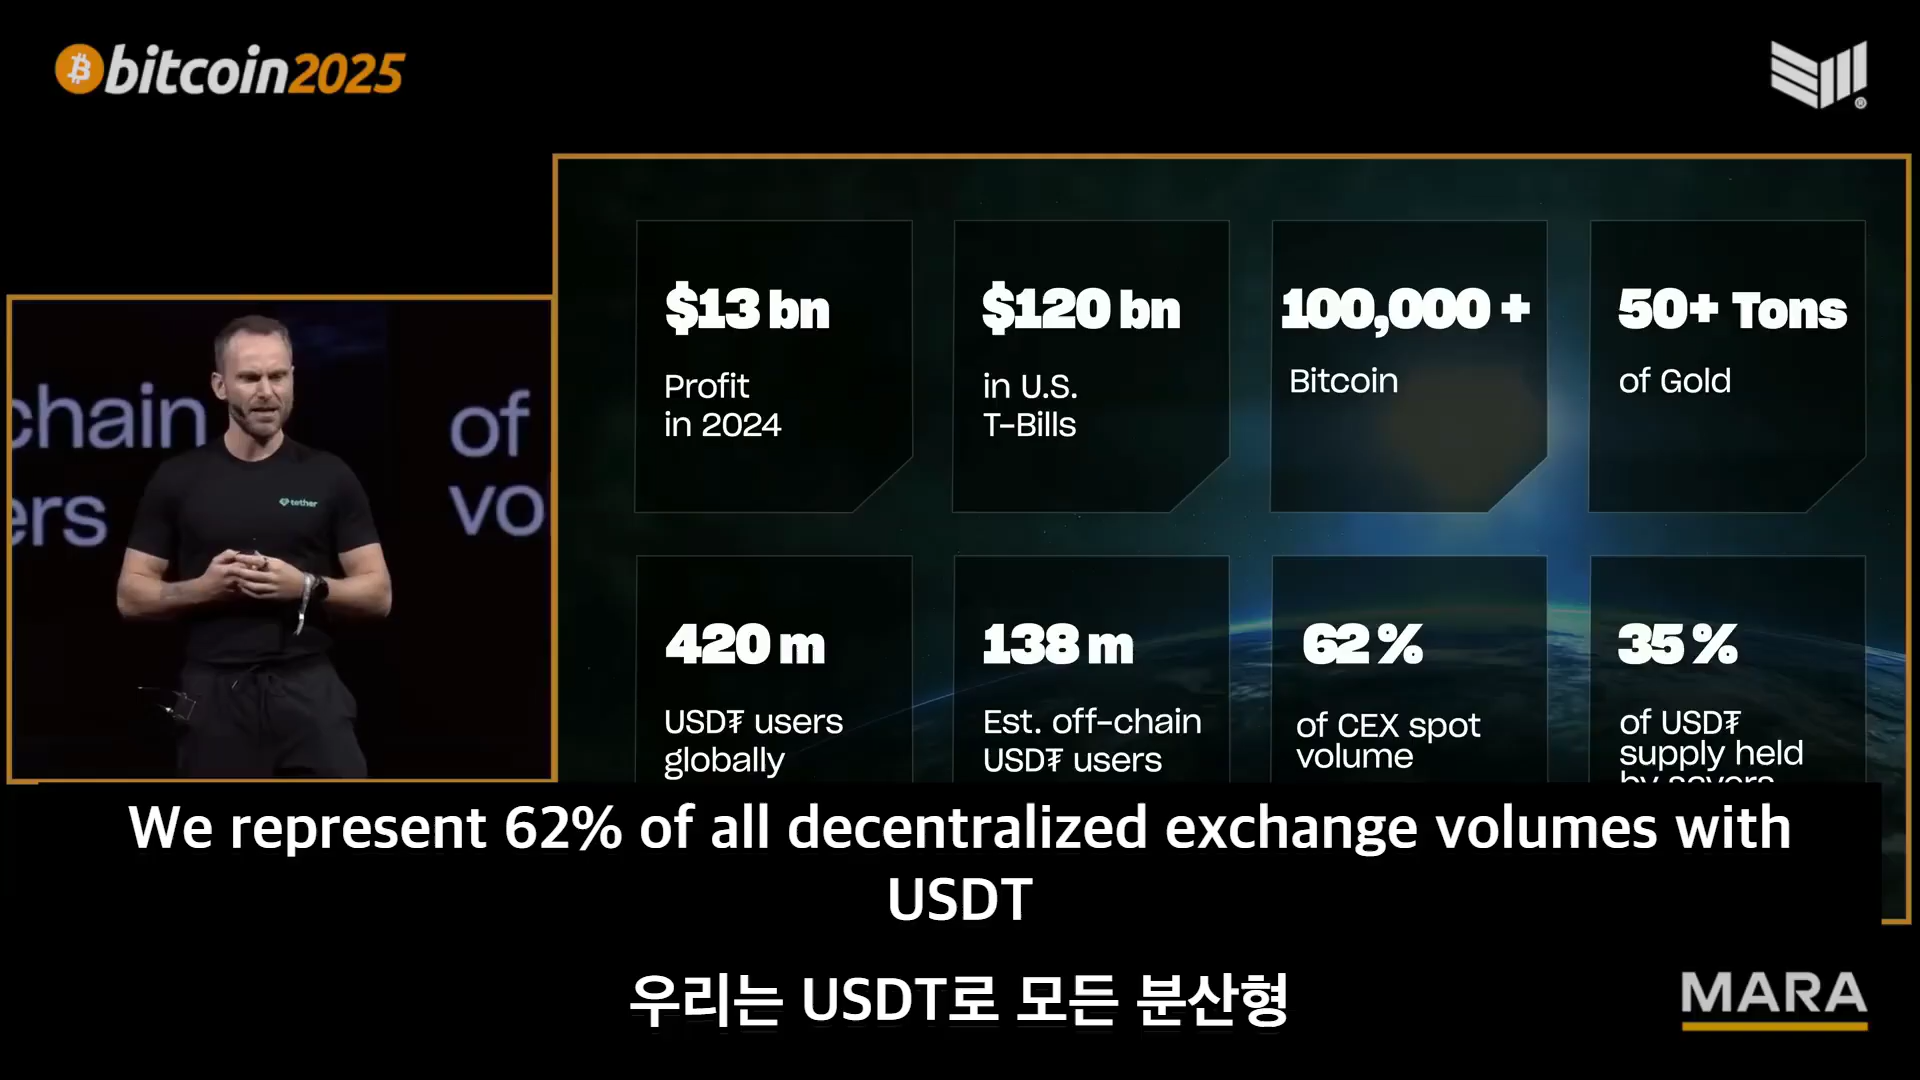 bitcoin2025
$13 bn
Profit
in 2024
$120 bn
in U.S.
T-Bills
100,000 +
Bitcoin
50+ Tons
of Gold
chain
ers
of
vo
tether
420 m
USD₮ users
globally
138 m
Est. off-chain
USD₮ users
62%
of CEX spot
volume
35%
of USD₮
supply held
by savers
We represent 62% of all decentralized exchange volumes with
USDT
우리는 USDT로 모든 분산형
MARA